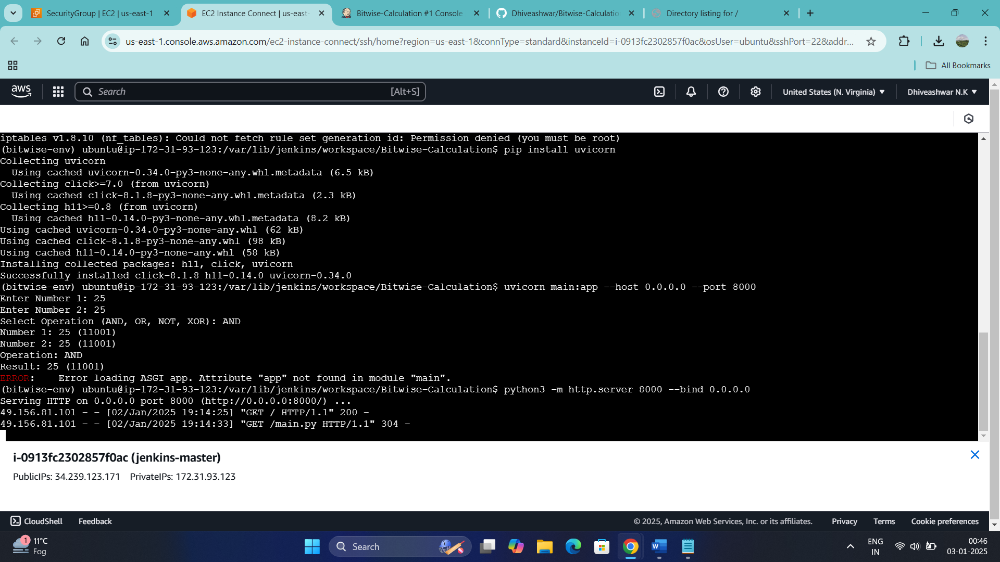 SecurityGroup | EC2 | us-east-1
EC2 Instance Connect | us-east-
Bitwise-Calculation #1 Console
Dhiveashwar/Bitwise-Calculatio
Directory listing for /
us-east-1.console.aws.amazon.com/ec2-instance-connect/ssh/home?region=us-east-1&connType=standard&instanceId=i-0913fc2302857f0ac&osUser=ubuntu&sshPort=22&addr...
All Bookmarks
aws
Search
[Alt+S]
United States (N. Virginia)
Dhiveashwar N.K
iptables v1.8.10 (nf_tables): Could not fetch rule set generation id: Permission denied (you must be root)
(bitwise-env) ubuntu@ip-172-31-93-123:/var/lib/jenkins/workspace/Bitwise-Calculation$ pip install uvicorn
Collecting uvicorn
  Using cached uvicorn-0.34.0-py3-none-any.whl.metadata (6.5 kB)
Collecting click>=7.0 (from uvicorn)
  Using cached click-8.1.8-py3-none-any.whl.metadata (2.3 kB)
Collecting h11>=0.8 (from uvicorn)
  Using cached h11-0.14.0-py3-none-any.whl.metadata (8.2 kB)
Using cached uvicorn-0.34.0-py3-none-any.whl (62 kB)
Using cached click-8.1.8-py3-none-any.whl (98 kB)
Using cached h11-0.14.0-py3-none-any.whl (58 kB)
Installing collected packages: h11, click, uvicorn
Successfully installed click-8.1.8 h11-0.14.0 uvicorn-0.34.0
(bitwise-env) ubuntu@ip-172-31-93-123:/var/lib/jenkins/workspace/Bitwise-Calculation$ uvicorn main:app --host 0.0.0.0 --port 8000
Enter Number 1: 25
Enter Number 2: 25
Select Operation (AND, OR, NOT, XOR): AND
Number 1: 25 (11001)
Number 2: 25 (11001)
Operation: AND
Result: 25 (11001)
ERROR:    Error loading ASGI app. Attribute "app" not found in module "main".
(bitwise-env) ubuntu@ip-172-31-93-123:/var/lib/jenkins/workspace/Bitwise-Calculation$ python3 -m http.server 8000 --bind 0.0.0.0
Serving HTTP on 0.0.0.0 port 8000 (http://0.0.0.0:8000/) ...
49.156.81.101 - - [02/Jan/2025 19:14:25] "GET / HTTP/1.1" 200 -
49.156.81.101 - - [02/Jan/2025 19:14:33] "GET /main.py HTTP/1.1" 304 -
i-0913fc2302857f0ac (jenkins-master)
PublicIPs: 34.239.123.171    PrivateIPs: 172.31.93.123
CloudShell
Feedback
© 2025, Amazon Web Services, Inc. or its affiliates.
Privacy
Terms
Cookie preferences
1
11°C
Fog
Search
W
ENG
IN
00:46
03-01-2025